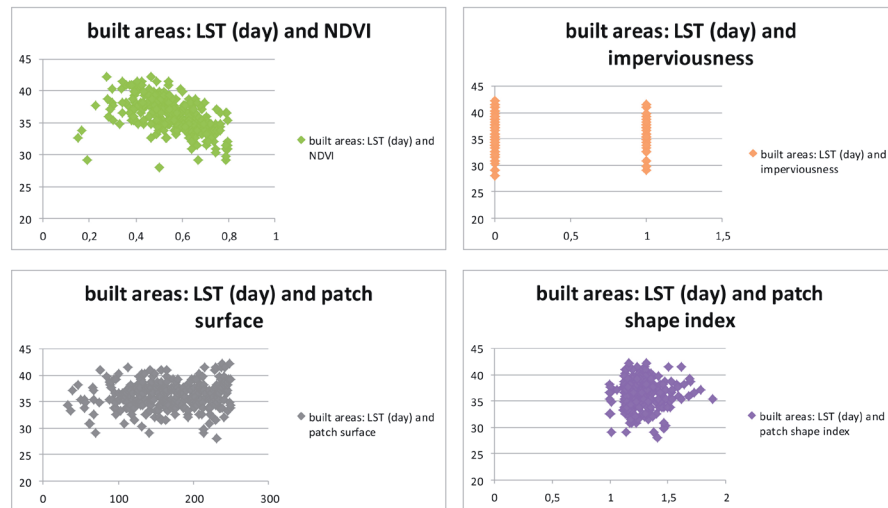 built areas: LST (day) and NDVI
45
40
35
30
25
20
0 0,2 0,4 0,6 0,8 1
built areas: LST (day) and
NDVI
built areas: LST (day) and
imperviousness
45
40
35
30
25
20
0 0,5 1 1,5
built areas: LST (day) and
imperviousness
built areas: LST (day) and patch
surface
45
40
35
30
25
20
0 100 200 300
built areas: LST (day) and
patch surface
built areas: LST (day) and patch
shape index
45
40
35
30
25
20
0 0,5 1 1,5 2
built areas: LST (day) and
patch shape index